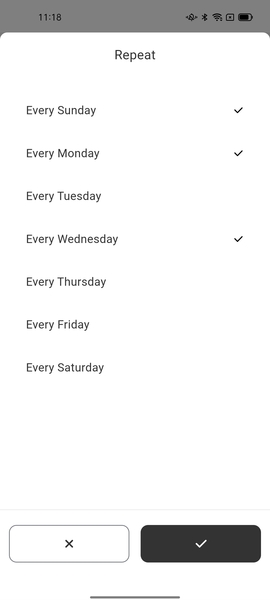 11:18
Repeat
Every Sunday
Every Monday
Every Tuesday
Every Wednesday
Every Thursday
Every Friday
Every Saturday